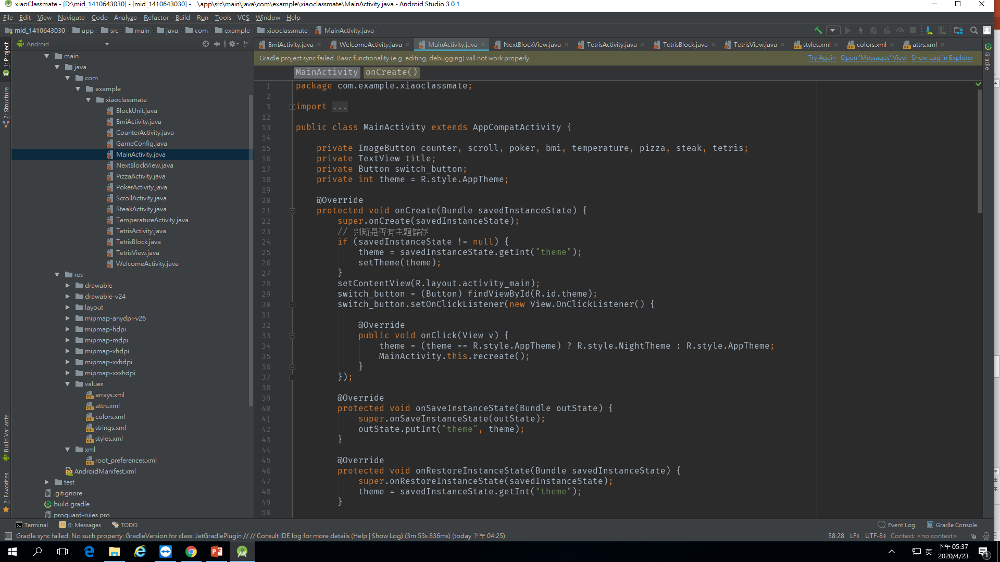 xiaoClassmate - [D:\mid_1410643030] - [mid_1410643030] - ...\app\src\main\java\com\example\xiaoclassmate\MainActivity.java - Android Studio 3.0.1
File Edit View Navigate Code Analyze Refactor Build Run Tools VCS Window Help
mid_1410643030 app src main java com example xiaoclassmate MainActivity.java
Android
BmiActivity.java WelcomeActivity.java MainActivity.java NextBlockView.java TetrisActivity.java TetrisBlock.java TetrisView.java styles.xml colors.xml attrs.xml
Gradle project sync failed. Basic functionality (e.g. editing, debugging) will not work properly. Try Again Open 'Messages' View Show Log in Explorer
1: Project
7: Structure
Build Variants
2: Favorites
Gradle
main
java
com
example
xiaoclassmate
BlockUnit.java
BmiActivity.java
CounterActivity.java
GameConfig.java
MainActivity.java
NextBlockView.java
PizzaActivity.java
PokerActivity.java
ScrollActivity.java
SteakActivity.java
TemperatureActivity.java
TetrisActivity.java
TetrisBlock.java
TetrisView.java
WelcomeActivity.java
res
drawable
drawable-v24
layout
mipmap-anydpi-v26
mipmap-hdpi
mipmap-mdpi
mipmap-xhdpi
mipmap-xxhdpi
mipmap-xxxhdpi
values
arrays.xml
attrs.xml
colors.xml
strings.xml
styles.xml
xml
root_preferences.xml
AndroidManifest.xml
test
.gitignore
build.gradle
proguard-rules.pro
MainActivity onCreate()
1 package com.example.xiaoclassmate;
2
3 import ...
12
13 public class MainActivity extends AppCompatActivity {
14
15 private ImageButton counter, scroll, poker, bmi, temperature, pizza, steak, tetris;
16 private TextView title;
17 private Button switch_button;
18 private int theme = R.style.AppTheme;
19
20 @Override
21 protected void onCreate(Bundle savedInstanceState) {
22 super.onCreate(savedInstanceState);
23 // 判斷是否有主題儲存
24 if (savedInstanceState != null) {
25 theme = savedInstanceState.getInt("theme");
26 setTheme(theme);
27 }
28 setContentView(R.layout.activity_main);
29 switch_button = (Button) findViewById(R.id.theme);
30 switch_button.setOnClickListener(new View.OnClickListener() {
31
32 @Override
33 public void onClick(View v) {
34 theme = (theme == R.style.AppTheme) ? R.style.NightTheme : R.style.AppTheme;
35 MainActivity.this.recreate();
36 }
37 });
38
39 @Override
40 protected void onSaveInstanceState(Bundle outState) {
41 super.onSaveInstanceState(outState);
42 outState.putInt("theme", theme);
43 }
44
45 @Override
46 protected void onRestoreInstanceState(Bundle savedInstanceState) {
47 super.onRestoreInstanceState(savedInstanceState);
48 theme = savedInstanceState.getInt("theme");
49 }
50
Terminal 0: Messages TODO Event Log Gradle Console
Gradle sync failed: No such property: GradleVersion for class: JetGradlePlugin // // Consult IDE log for more details (Help | Show Log) (3m 53s 836ms) (today 下午 04:25) 58:28 LF UTF-8 Context: <no context>
英
下午 05:37
2020/4/23
1